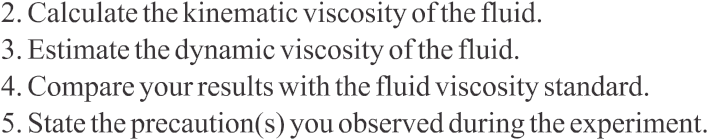 2. Calculate the kinematic viscosity of the fluid.
3. Estimate the dynamic viscosity of the fluid.
4. Compare your results with the fluid viscosity standard.
5. State the precaution(s) you observed during the experiment.